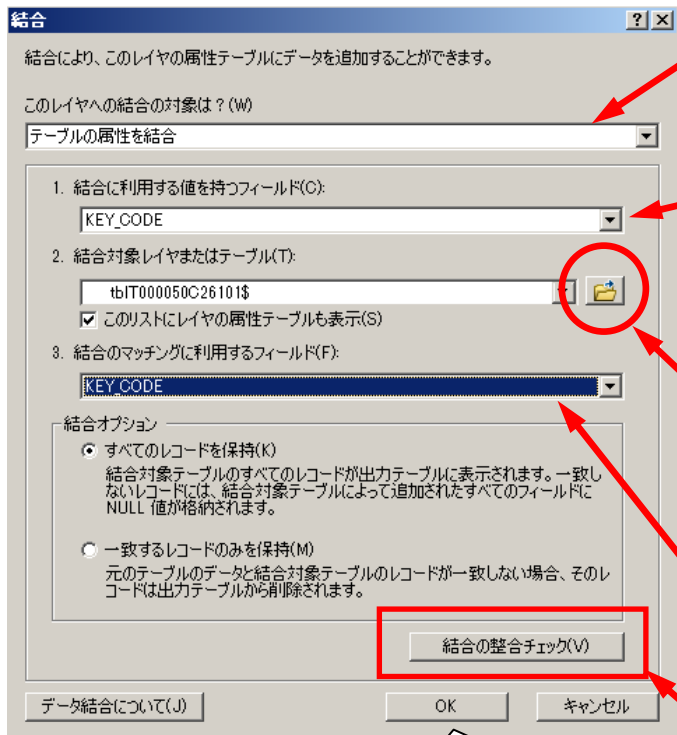 結合
結合により、このレイヤの属性テーブルにデータを追加することができます。
このレイヤへの結合の対象は？(W)
テーブルの属性を結合
1. 結合に利用する値を持つフィールド(C):
KEY_CODE
2. 結合対象レイヤまたはテーブル(T):
tblT000050C26101$
このリストにレイヤの属性テーブルも表示(S)
3. 結合のマッチングに利用するフィールド(F):
KEY_CODE
結合オプション
すべてのレコードを保持(K)
結合対象テーブルのすべてのレコードが出力テーブルに表示されます。一致し
ないレコードには、結合対象テーブルによって追加されたすべてのフィールドに
NULL 値が格納されます。
一致するレコードのみを保持(M)
元のテーブルのデータと結合対象テーブルのレコードが一致しない場合、そのレ
コードは出力テーブルから削除されます。
結合の整合チェック(V)
データ結合について(J)
OK
キャンセル